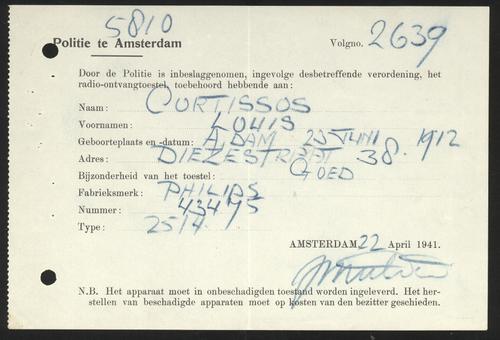 5810
Politie te Amsterdam
Volgno. 2639
Door de Politie is inbeslaggenomen, ingevolge desbetreffende verordening, het
radio-ontvangtoestel, toebehoord hebbende aan:
Naam: CORTISSOS
Voornamen: LOUIS
Geboorteplaats en -datum: A,DAM JUNI 1912
Adres: DIEZESTRAAT 38.
Bijzonderheid van het toestel: GOED
Fabrieksmerk: PHILIPS
Nummer: 43475
Type: 2514.
AMSTERDAM, 22 April 1941.
N.B. Het apparaat moet in onbeschadigden toestand worden ingeleverd. Het her-
stellen van beschadigde apparaten moet op kosten van den bezitter geschieden.